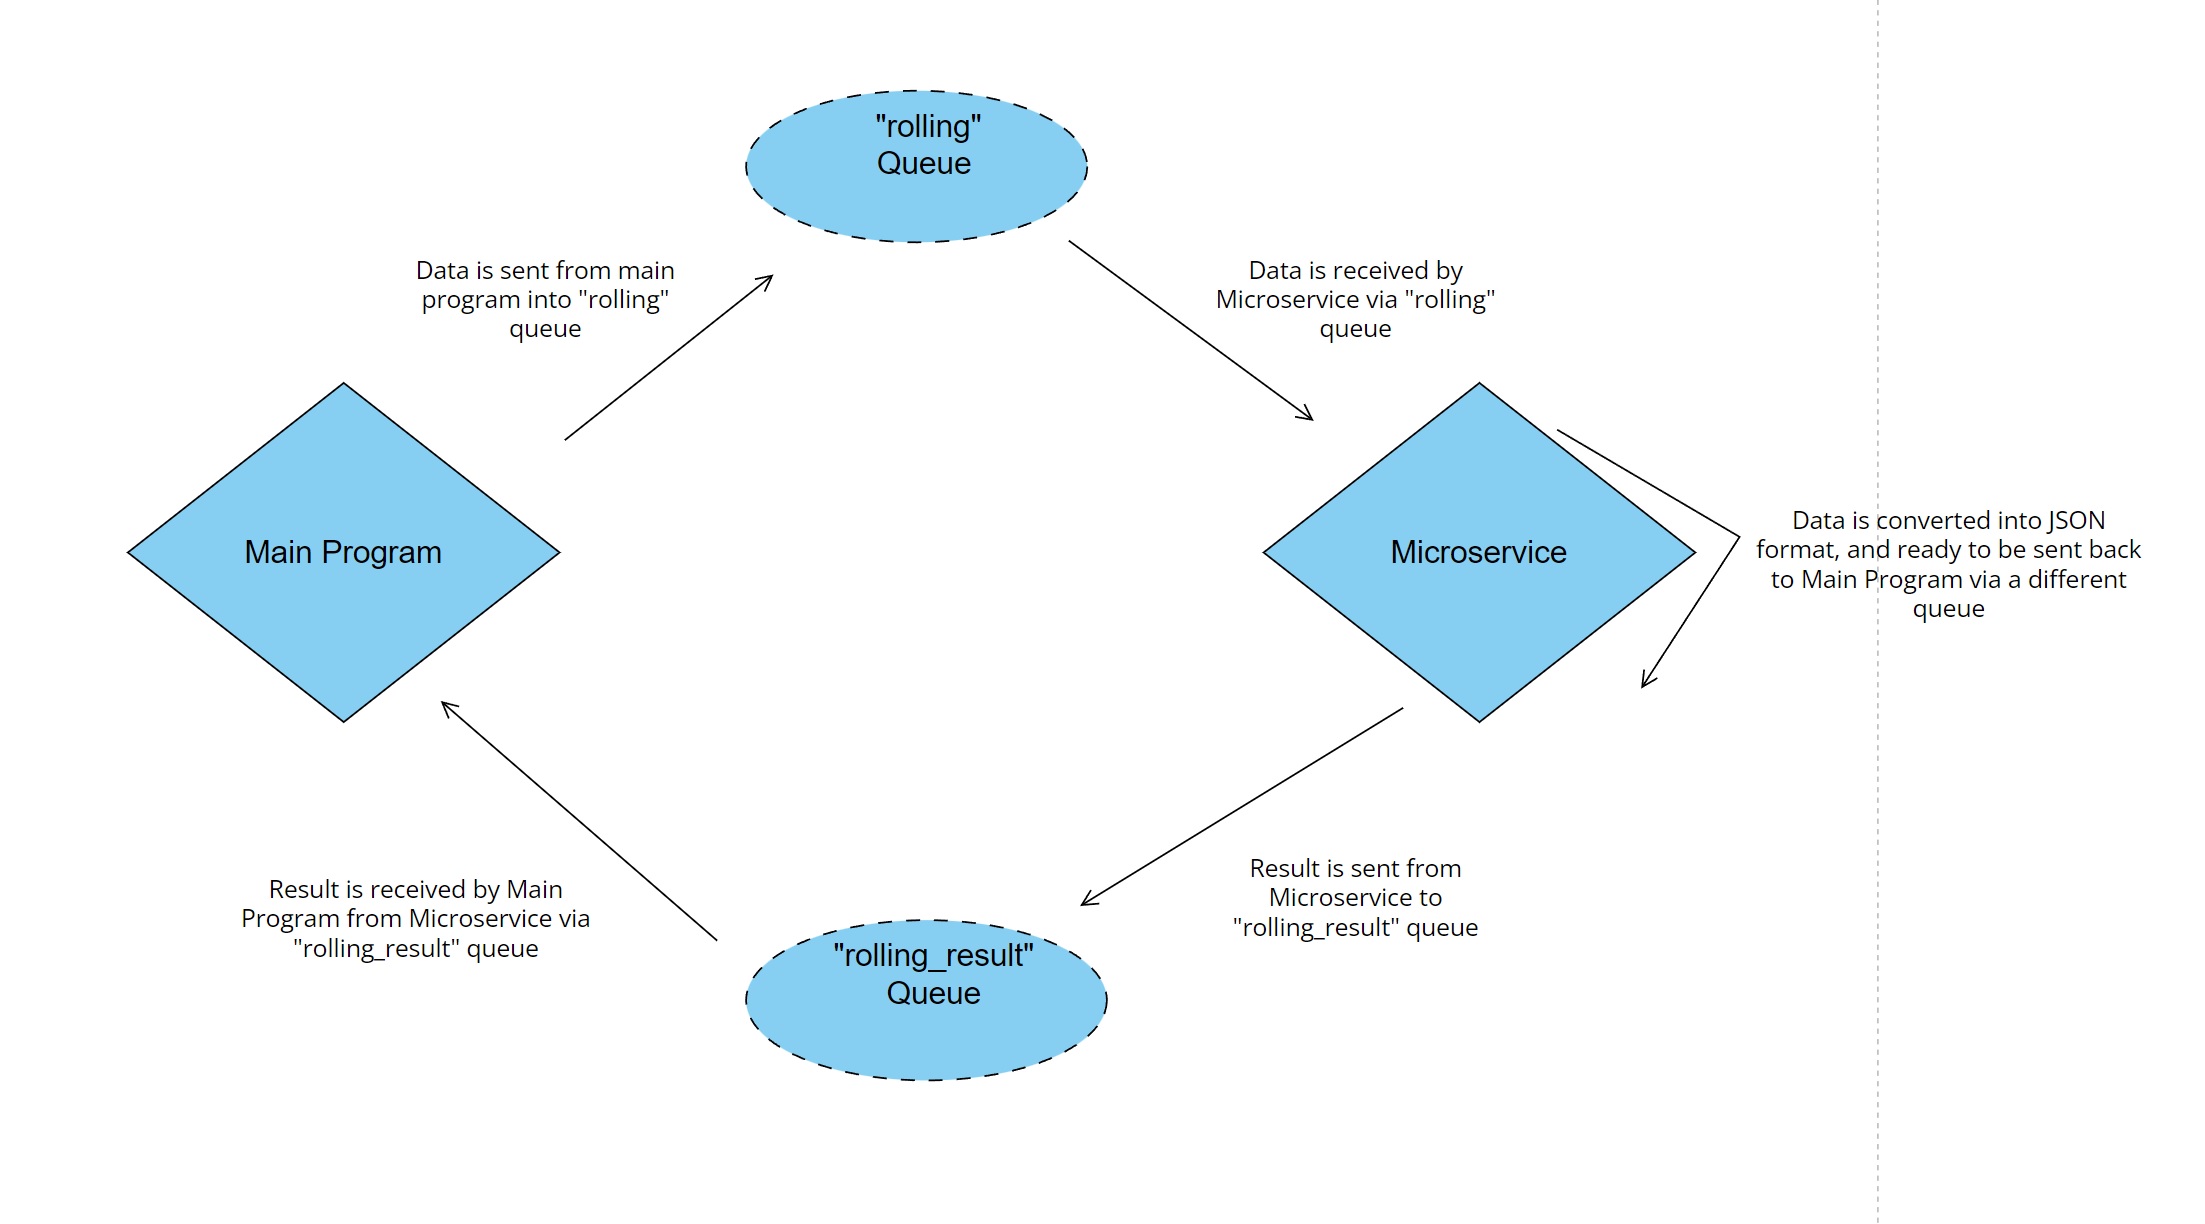 "rolling"
Queue
Data is sent from main
program into "rolling"
queue
Data is received by
Microservice via "rolling"
queue
Main Program
Microservice
Data is converted into JSON
format, and ready to be sent back
to Main Program via a different
queue
Result is received by Main
Program from Microservice via
"rolling_result" queue
Result is sent from
Microservice to
"rolling_result" queue
"rolling_result"
Queue